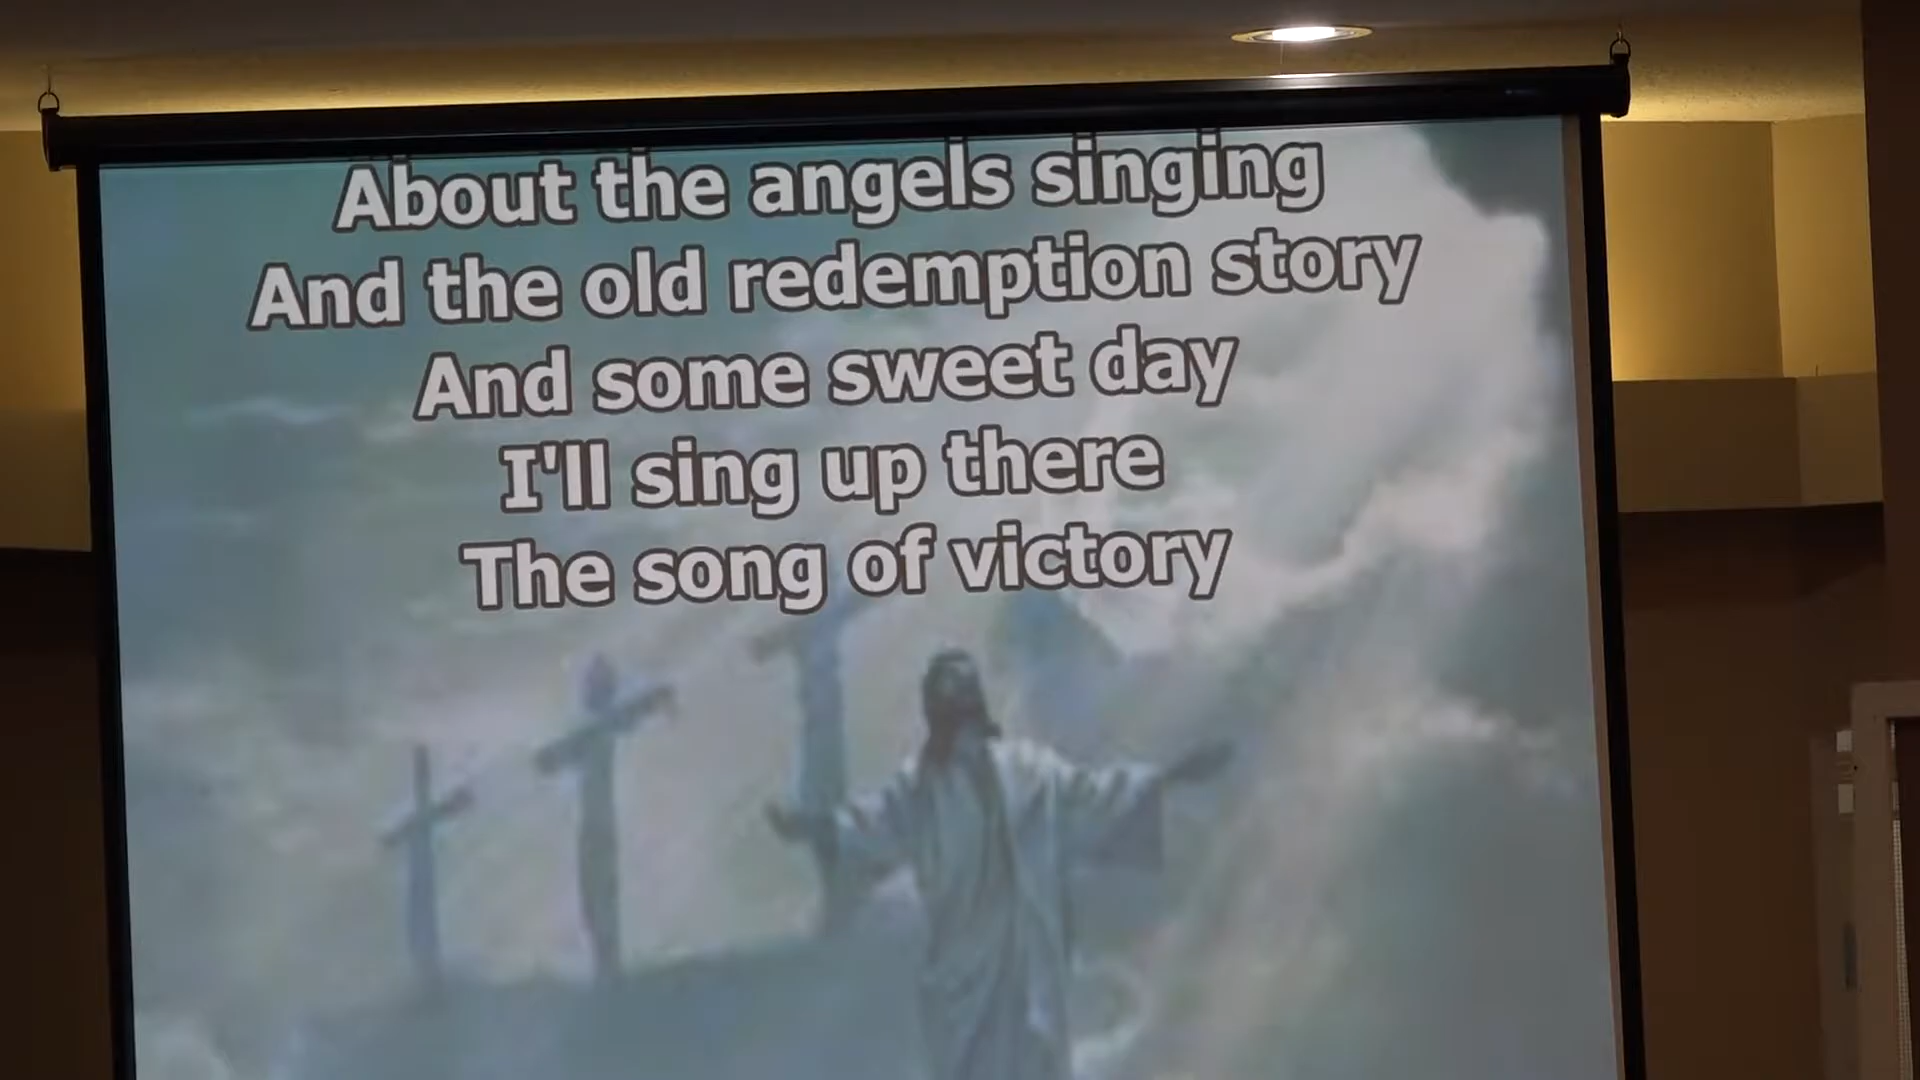 About the angels singing
And the old redemption story
And some sweet day
I'll sing up there
The song of victory